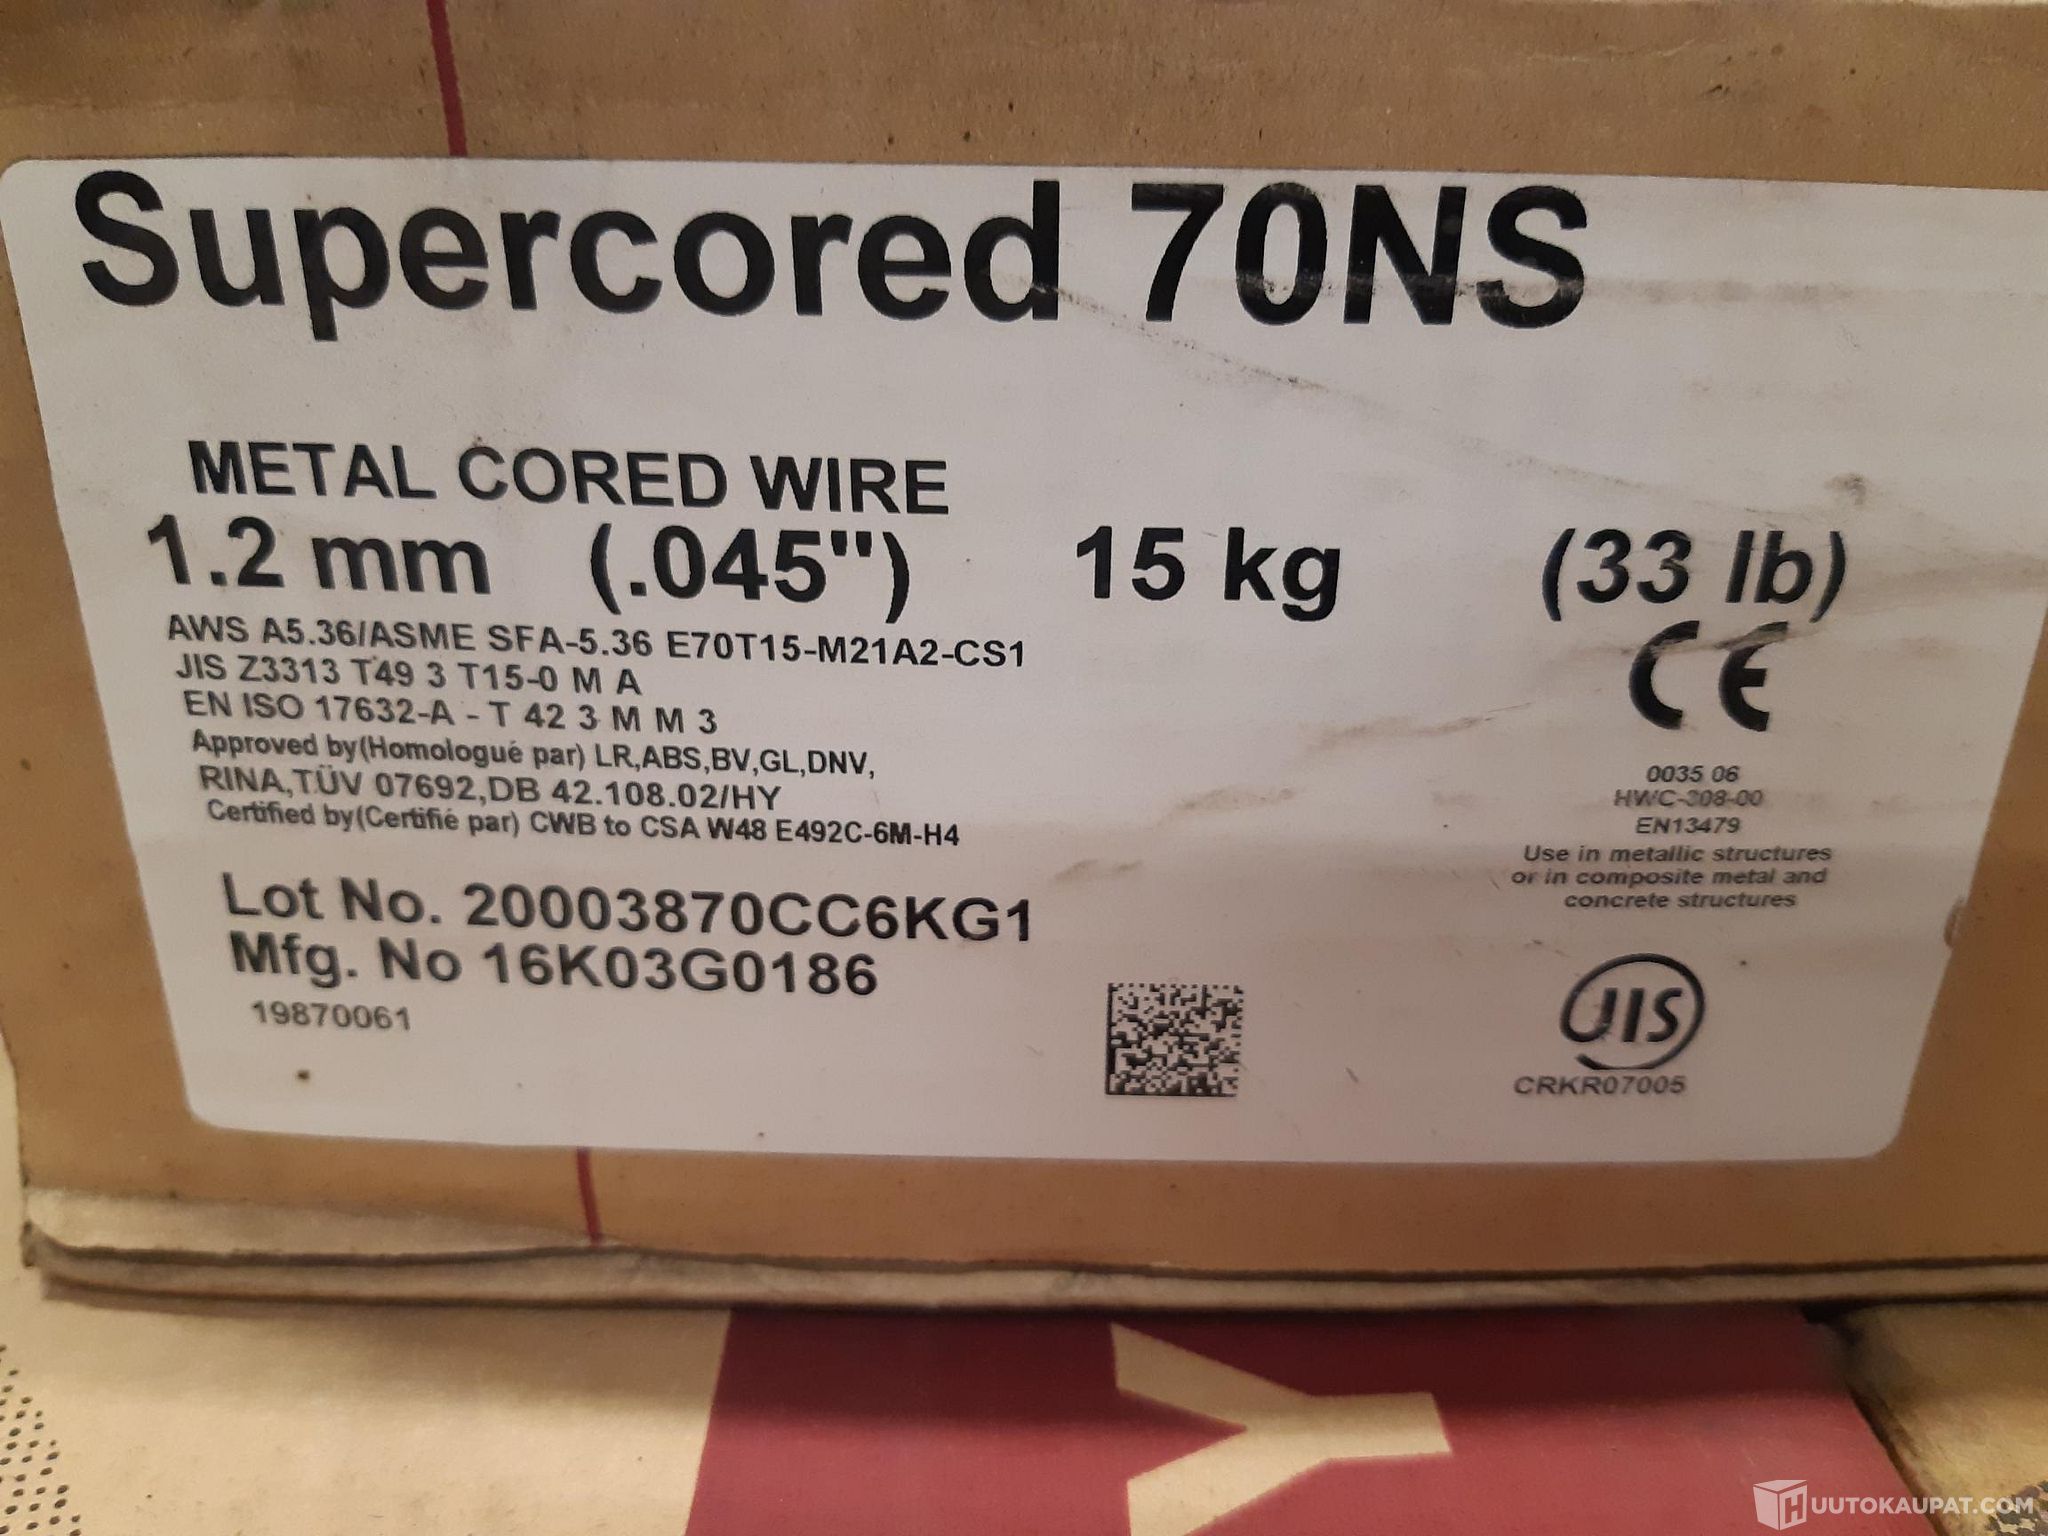 Supercored 70NS
METAL CORED WIRE
1.2 mm (.045") 15 kg (33 lb)
AWS A5.36/ASME SFA-5.36 E70T15-M21A2-CS1
JIS Z3313 T49 3 T15-0 M A
EN ISO 17632-A - T 42 3 M M 3
Approved by(Homologué par) LR,ABS,BV,GL,DNV,
RINA,TÜV 07692,DB 42.108.02/HY
Certified by(Certifié par) CWB to CSA W48 E492C-6M-H4
CE
0035 06
HWC-308-00
EN13479
Use in metallic structures
or in composite metal and
concrete structures
Lot No. 20003870CC6KG1
Mfg. No 16K03G0186
19870061
JIS
CRKR07005
Y
HUUTOKAUPAT.COM